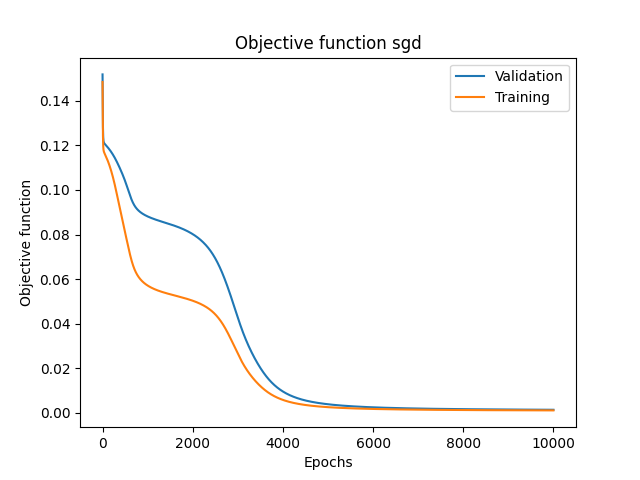 Objective function sgd
Validation
Training
Objective function
0.14
0.12
0.10
0.08
0.06
0.04
0.02
0.00
0 2000 4000 6000 8000 10000
Epochs